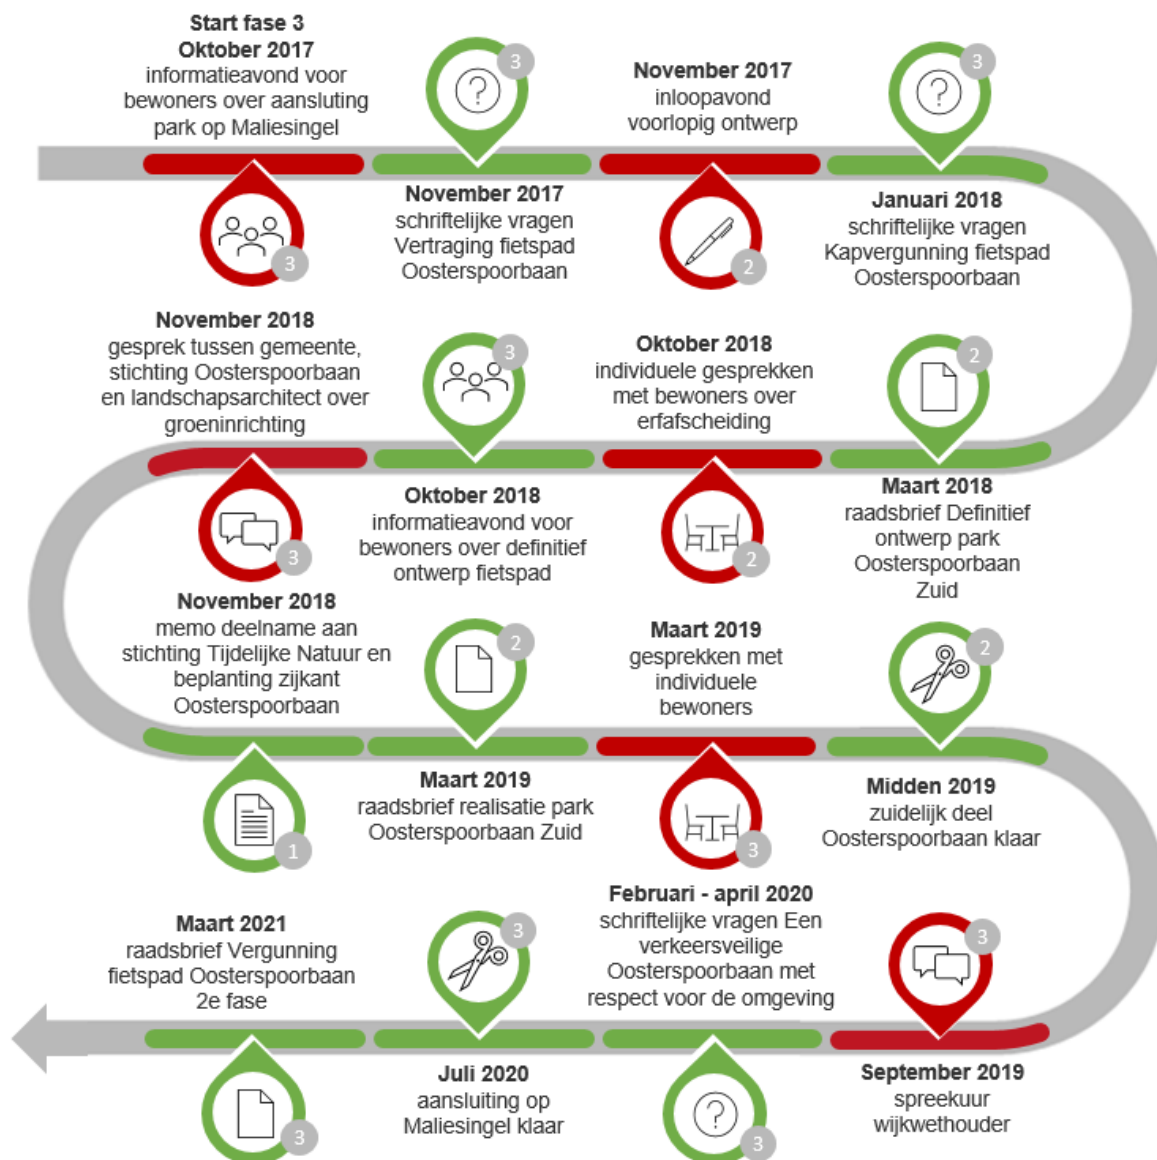 Start fase 3
Oktober 2017
informatieavond voor
bewoners over aansluting
park op Maliesingel
3
3
November 2017
schriftelijke vragen
Vertraging fietspad
Oosterspoorbaan
November 2017
inloopavond
voorlopig ontwerp
2
3
Januari 2018
schriftelijke vragen
Kapvergunning fietspad
Oosterspoorbaan
2
Maart 2018
raadsbrief Definitief
ontwerp park
Oosterspoorbaan
Zuid
Oktober 2018
individuele gesprekken
met bewoners over
erfafscheiding
2
3
Oktober 2018
informatieavond voor
bewoners over definitief
ontwerp fietspad
November 2018
gesprek tussen gemeente,
stichting Oosterspoorbaan
en landschapsarchitect over
groeninrichting
3
November 2018
memo deelname aan
stichting Tijdelijke Natuur en
beplanting zijkant
Oosterspoorbaan
1
2
Maart 2019
raadsbrief realisatie park
Oosterspoorbaan Zuid
Maart 2019
gesprekken met
individuele
bewoners
3
2
Midden 2019
zuidelijk deel
Oosterspoorbaan klaar
3
September 2019
spreekuur
wijkwethouder
Februari - april 2020
schriftelijke vragen Een
verkeersveilige
Oosterspoorbaan met
respect voor de omgeving
3
3
Juli 2020
aansluiting op
Maliesingel klaar
Maart 2021
raadsbrief Vergunning
fietspad Oosterspoorbaan
2e fase
3